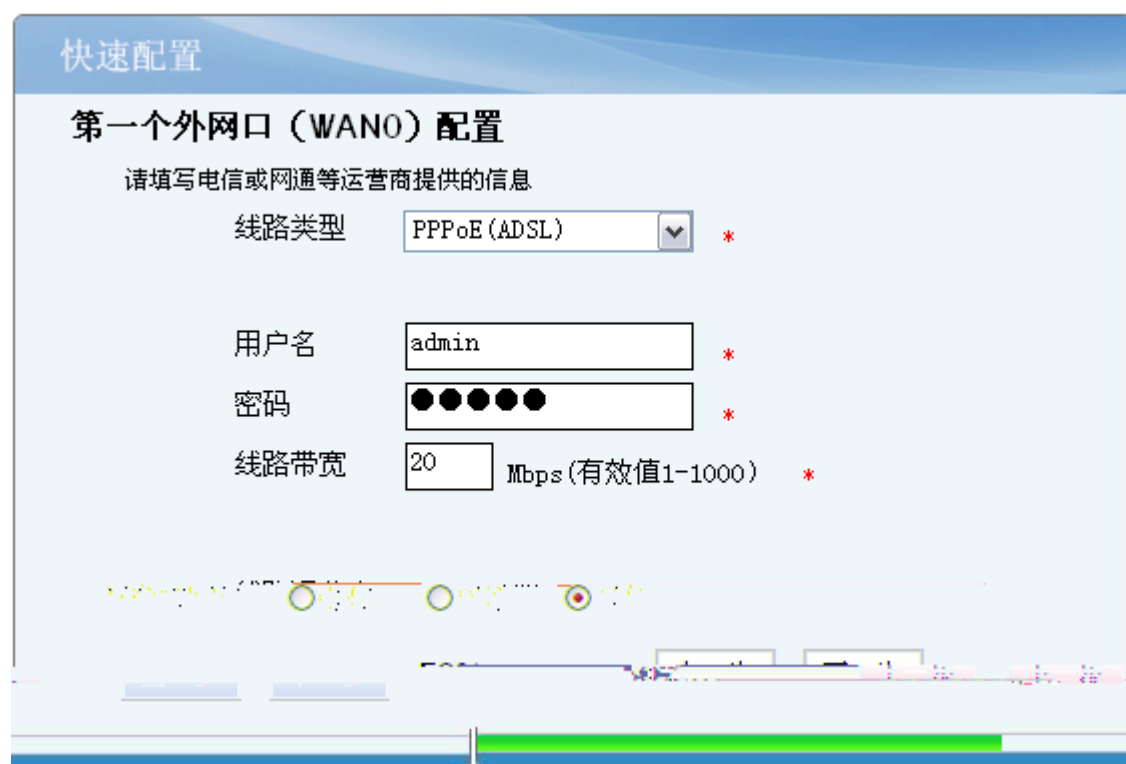 快速配置
第一个外网口（WAN0）配置
请填写电信或网通等运营商提供的信息
线路类型 PPPoE(ADSL) *
用户名 admin *
密码 ●●●●● *
线路带宽 20 Mbps(有效值1-1000) *